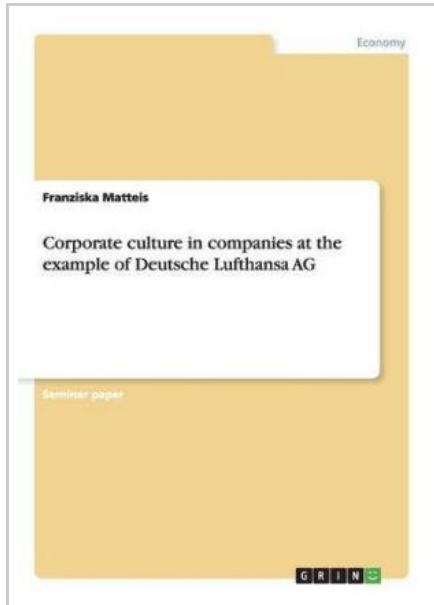 Economy
Franziska Matteis
Corporate culture in companies at the
example of Deutsche Lufthansa AG
Seminar paper
GRIN